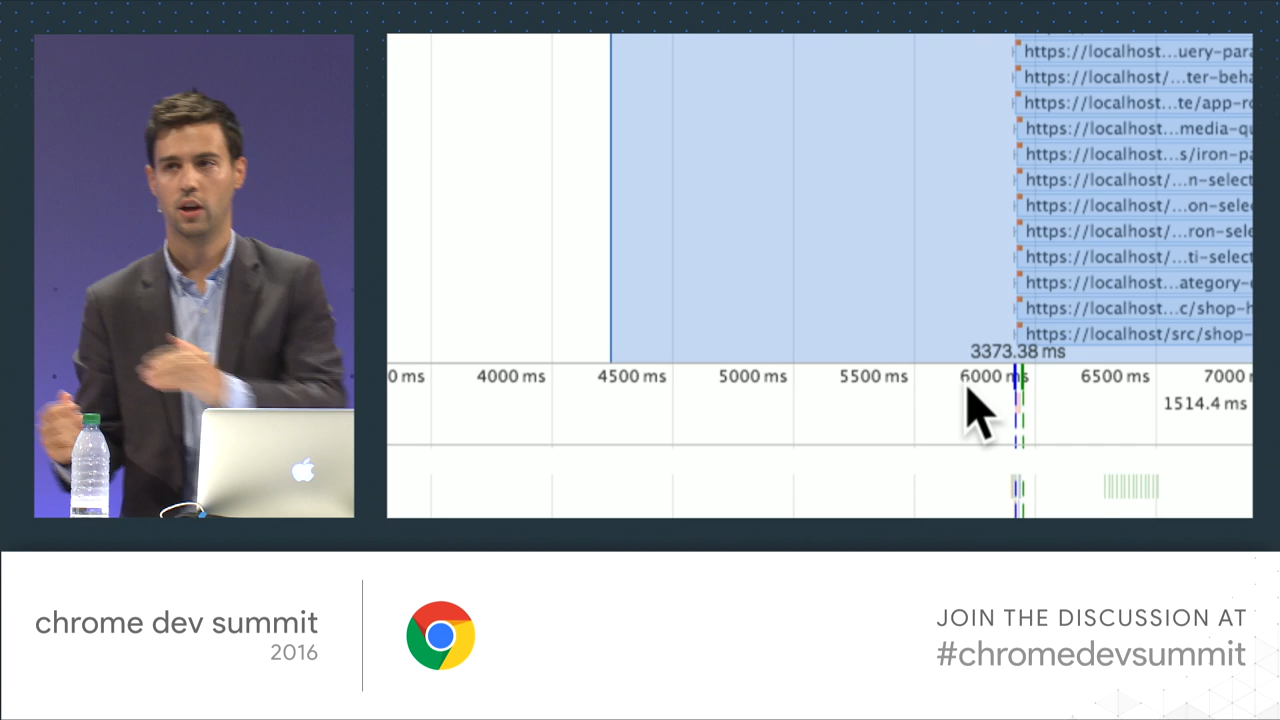 https://localhost...uery-para
https://localhost/...ter-beha
https://localhost...te/app-ro
https://localhost...media-qu
https://localhost...s/iron-pa
https://localhost/...n-select
https://localhost/...on-selec
https://localhost/...ron-sele
https://localhost/...ti-select
https://localhost/...ategory-
https://localhost...c/shop-h
https://localhost/src/shop-
3373.38 ms
0 ms 4000 ms 4500 ms 5000 ms 5500 ms 6000 ms 6500 ms 7000
1514.4 ms
chrome dev summit
2016
JOIN THE DISCUSSION AT
#chromedevsummit